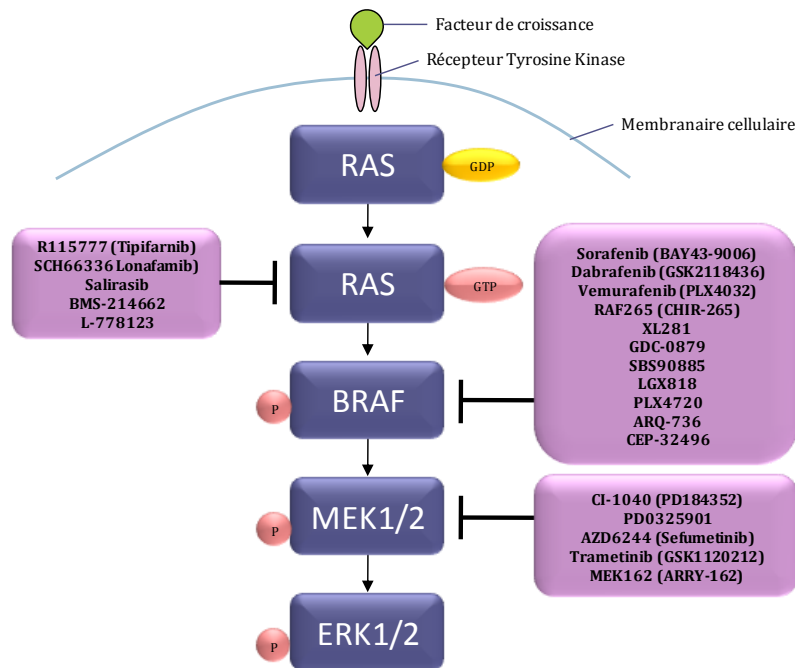 Facteur de croissance
Récepteur Tyrosine Kinase
Membranaire cellulaire
RAS
GDP
R115777 (Tipifarnib)
SCH66336 Lonafamib)
Salirasib
BMS-214662
L-778123
RAS
GTP
Sorafenib (BAY43-9006)
Dabrafenib (GSK2118436)
Vemurafenib (PLX4032)
RAF265 (CHIR-265)
XL281
GDC-0879
SBS90885
LGX818
PLX4720
ARQ-736
CEP-32496
P
BRAF
P
MEK1/2
CI-1040 (PD184352)
PD0325901
AZD6244 (Sefumetinib)
Trametinib (GSK1120212)
MEK162 (ARRY-162)
P
ERK1/2